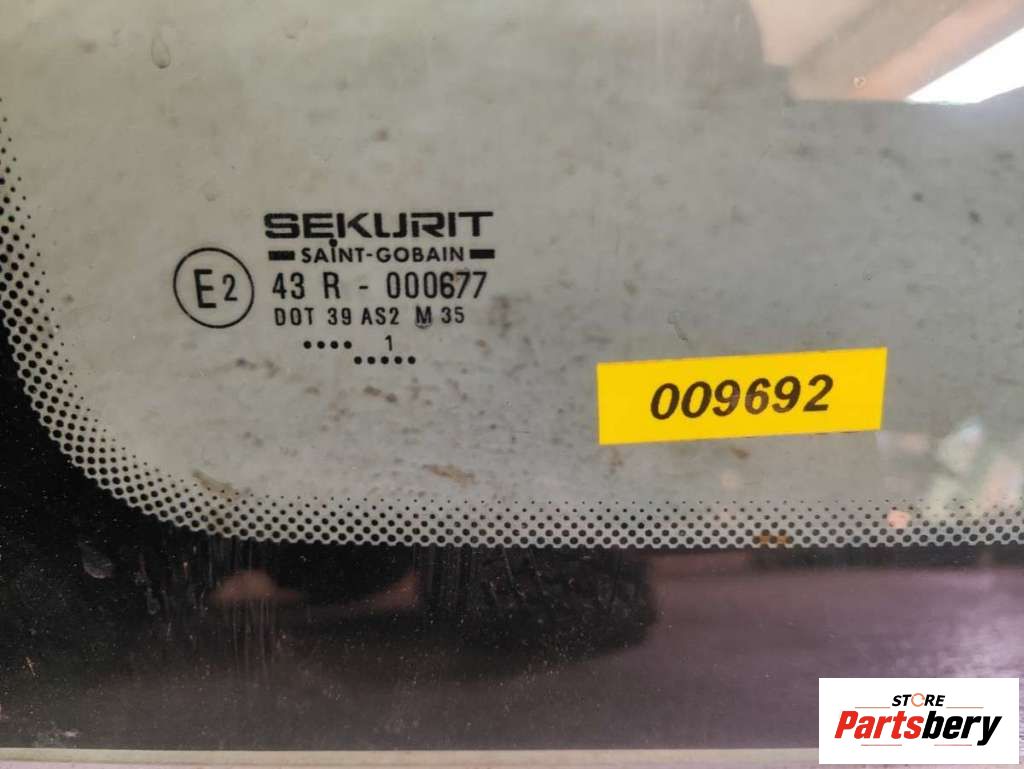 SEKURIT
SAINT-GOBAIN
E2
43 R - 000677
DOT 39 AS2 M 35
.... 1
.....
009692
STORE
Partsbery